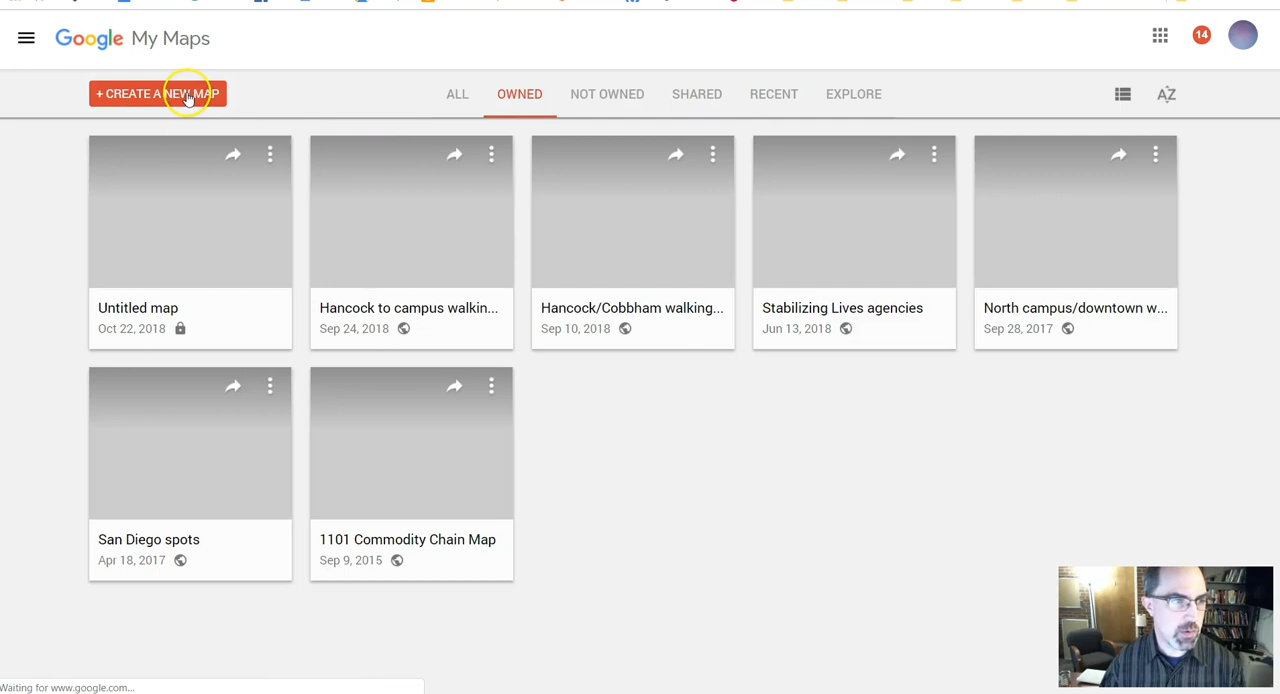 Google My Maps
14
+ CREATE A NEW MAP
ALL
OWNED
NOT OWNED
SHARED
RECENT
EXPLORE
AZ
Untitled map
Oct 22, 2018
Hancock to campus walkin...
Sep 24, 2018
Hancock/Cobbham walking...
Sep 10, 2018
Stabilizing Lives agencies
Jun 13, 2018
North campus/downtown w...
Sep 28, 2017
San Diego spots
Apr 18, 2017
1101 Commodity Chain Map
Sep 9, 2015
Waiting for www.google.com...